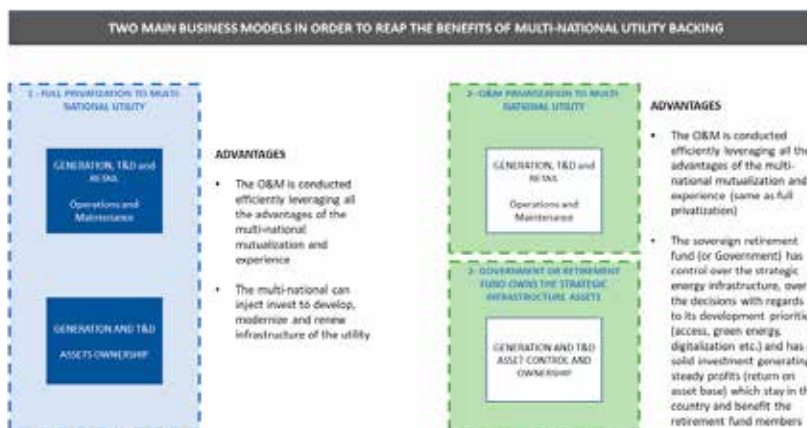 TWO MAIN BUSINESS MODELS IN ORDER TO REAP THE BENEFITS OF MULTI-NATIONAL UTILITY BACKING
1 - FULL PRIVATIZATION TO MULTI-
NATIONAL UTILITY
GENERATION, T&D and
RETAIL
Operations and
Maintenance
GENERATION AND T&D
ASSETS OWNERSHIP
ADVANTAGES
• The O&M is conducted
efficiently leveraging all
the advantages of the
multi-national
mutualization and
experience
• The multi-national can
inject invest to develop,
modernize and renew
infrastructure of the utility
2- O&M PRIVATIZATION TO MULTI-
NATIONAL UTILITY
GENERATION, T&D and
RETAIL
Operations and
Maintenance
2- GOVERNMENT OR RETIREMENT
FUND OWNS THE STRATEGIC
INFRASTRUCTURE ASSETS
GENERATION AND T&D
ASSET CONTROL AND
OWNERSHIP
ADVANTAGES
• The O&M is conducted
efficiently leveraging all the
advantages of the multi-
national mutualization and
experience (same as full
privatization)
• The sovereign retirement
fund (or Government) has
control over the strategic
energy infrastructure, over
the decisions with regards
to its development
(access, green energy,
digitalization etc.) and has
solid investment generating
steady profits (return on
asset base) which stay in
country and benefit the
retirement fund members